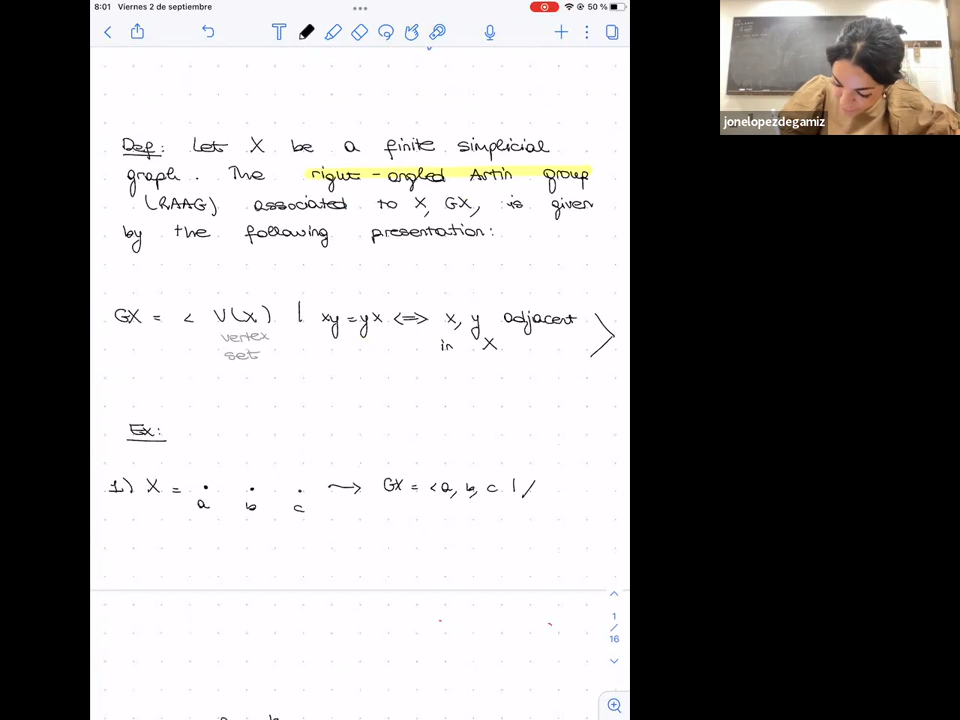 8:01 Viernes 2 de septiembre
50 %
jonelopezdegamiz
Def: Let X be a finite simplicial
graph. The right-angled Artin group
(RAAG) associated to X, GX, is given
by the following presentation:
GX = < V(X) | xy = yx <=> x, y adjacent
in X >
vertex
set
Ex:
1) X = . . . ⇝ GX = <a, b, c | /
a b c
1
/
16